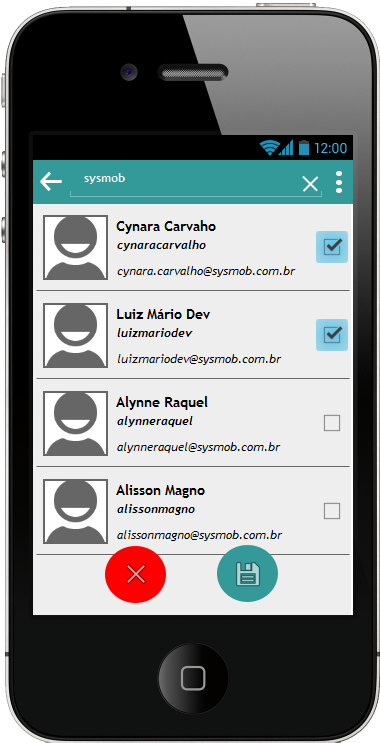 12:00
sysmob
Cynara Carvaho
cynaracarvalho
cynara.carvalho@sysmob.com.br
Luiz Mário Dev
luizmariodev
luizmariodev@sysmob.com.br
Alynne Raquel
alynneraquel
alynneraquel@sysmob.com.br
Alisson Magno
alissonmagno
alissonmagno@sysmob.com.br